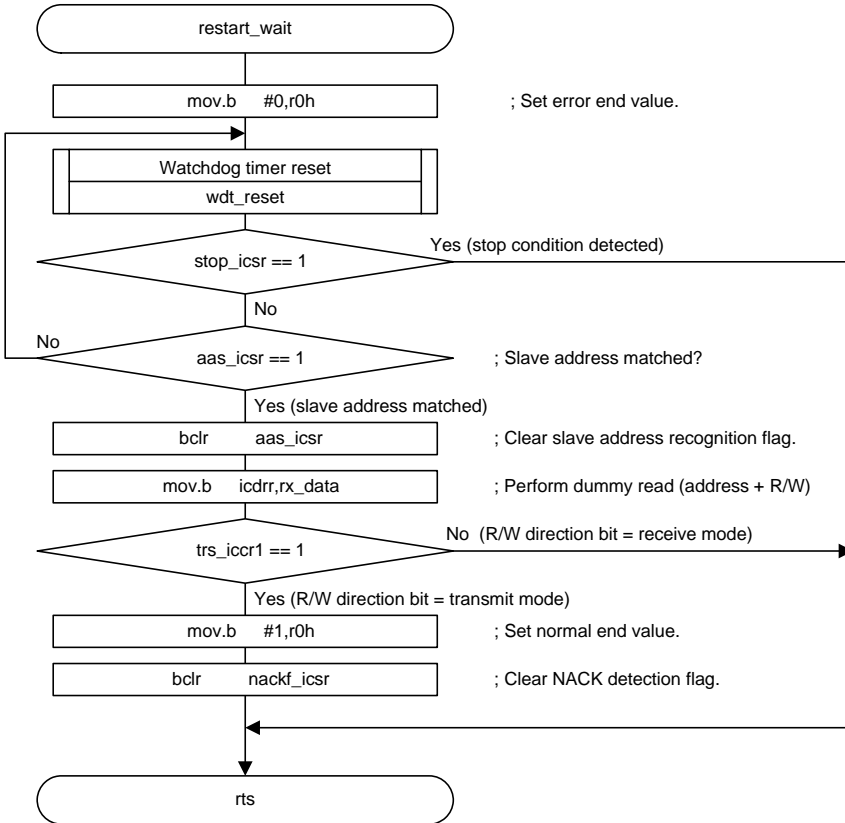 restart_wait
mov.b #0,r0h ; Set error end value.
Watchdog timer reset
wdt_reset
Yes (stop condition detected)
stop_icsr == 1
No
No
aas_icsr == 1 ; Slave address matched?
Yes (slave address matched)
bclr aas_icsr ; Clear slave address recognition flag.
mov.b icdrr,rx_data ; Perform dummy read (address + R/W)
No (R/W direction bit = receive mode)
trs_iccr1 == 1
Yes (R/W direction bit = transmit mode)
mov.b #1,r0h ; Set normal end value.
bclr nackf_icsr ; Clear NACK detection flag.
rts